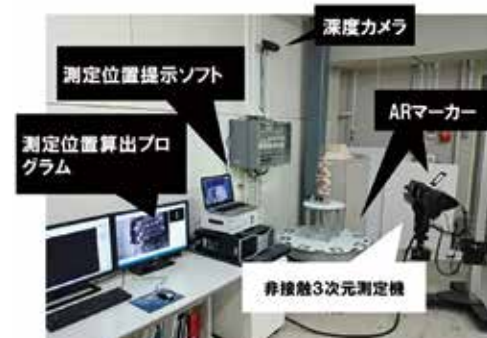 深度カメラ
測定位置提示ソフト
ARマーカー
測定位置算出プロ
グラム
非接触3次元測定機